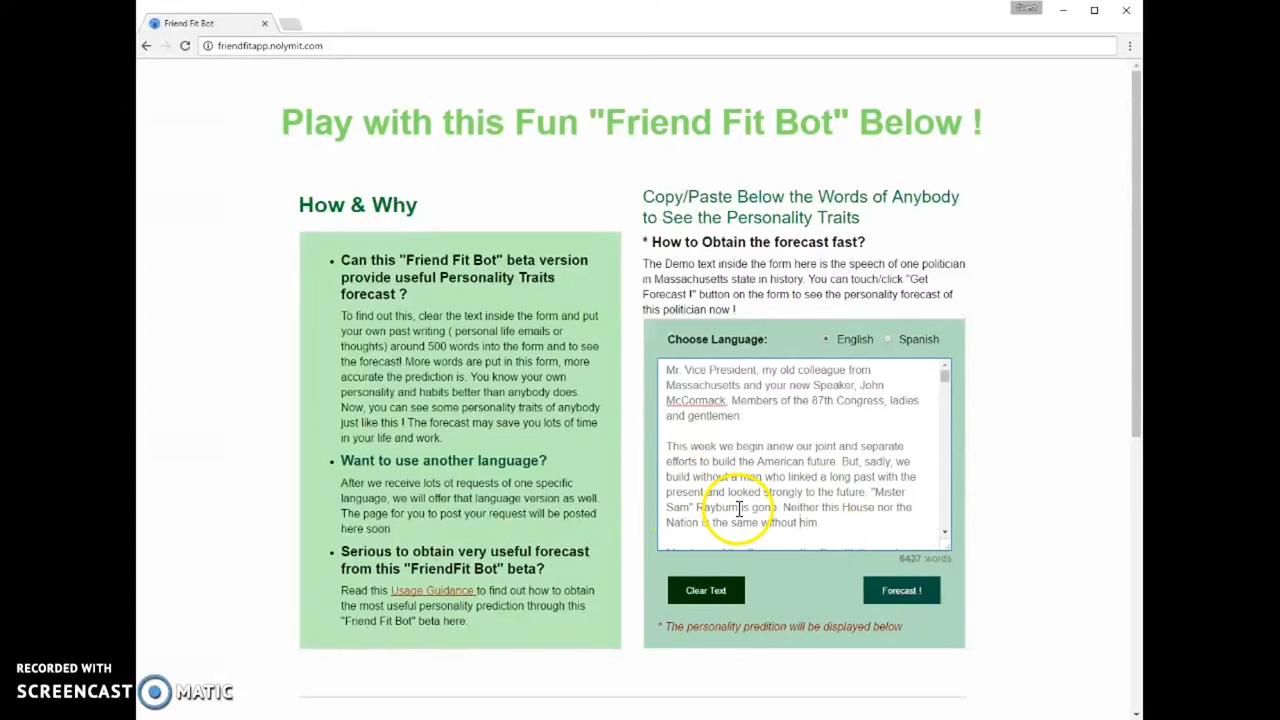 Guest
Friend Fit Bot
friendfitapp.nolymit.com
Play with this Fun "Friend Fit Bot" Below !
How & Why
Can this "Friend Fit Bot" beta version
provide useful Personality Traits
forecast ?
To find out this, clear the text inside the form and put
your own past writing ( personal life emails or
thoughts) around 500 words into the form and to see
the forecast! More words are put in this form, more
accurate the prediction is. You know your own
personality and habits better than anybody does.
Now, you can see some personality traits of anybody
just like this ! The forecast may save you lots of time
in your life and work.
Want to use another language?
After we receive lots of requests of one specific
language, we will offer that language version as well.
The page for you to post your request will be posted
here soon
Serious to obtain very useful forecast
from this "FriendFit Bot" beta?
Read this Usage Guidance to find out how to obtain
the most useful personality prediction through this
"Friend Fit Bot" beta here.
Copy/Paste Below the Words of Anybody
to See the Personality Traits
* How to Obtain the forecast fast?
The Demo text inside the form here is the speech of one politician
in Massachusetts state in history. You can touch/click "Get
Forecast !" button on the form to see the personality forecast of
this politician now !
Choose Language: English Spanish
Mr. Vice President, my old colleague from
Massachusetts and your new Speaker, John
McCormack, Members of the 87th Congress, ladies
and gentlemen:
This week we begin anew our joint and separate
efforts to build the American future. But, sadly, we
build without a man who linked a long past with the
present and looked strongly to the future. "Mister
Sam" Rayburn is gone. Neither this House nor the
Nation is the same without him.
6437 words
Clear Text Forecast !
* The personality predition will be displayed below
RECORDED WITH
SCREENCAST MATIC